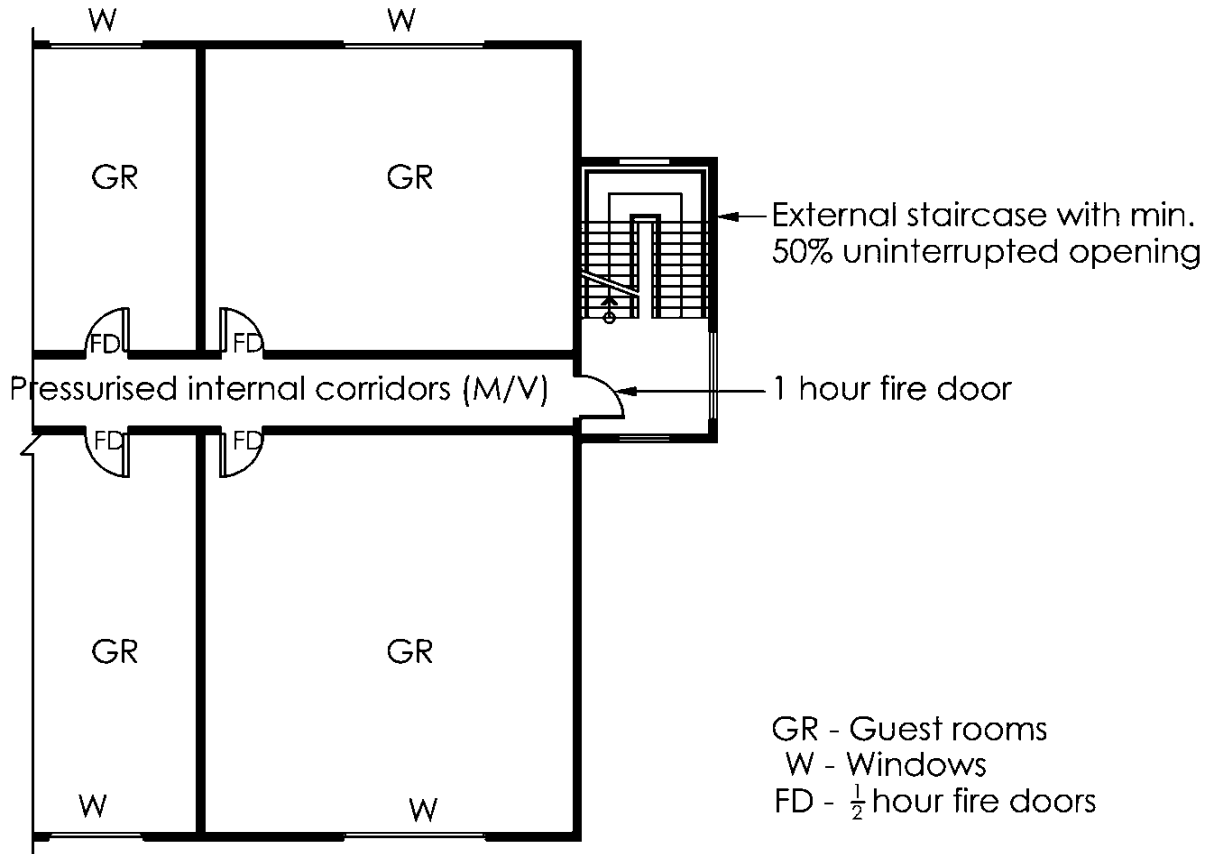 W
W
GR
GR
External staircase with min.
50% uninterrupted opening
FD
FD
Pressurised internal corridors (M/V)
1 hour fire door
FD
FD
GR
GR
GR - Guest rooms
W - Windows
FD - ½ hour fire doors
W
W